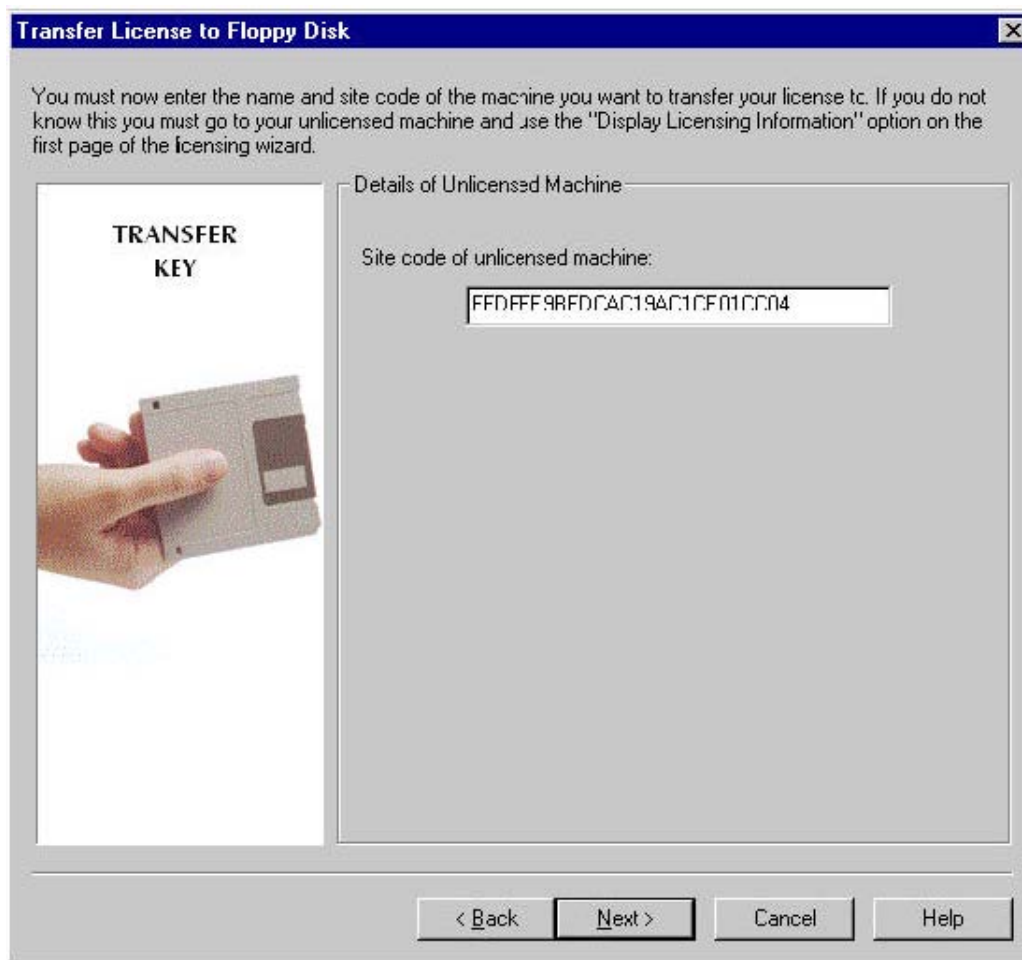 Transfer License to Floppy Disk
You must now enter the name and site code of the machine you want to transfer your license to. If you do not
know this you must go to your unlicensed machine and use the "Display Licensing Information" option on the
first page of the licensing wizard.
TRANSFER
KEY
Details of Unlicensed Machine
Site code of unlicensed machine:
< Back
Next >
Cancel
Help